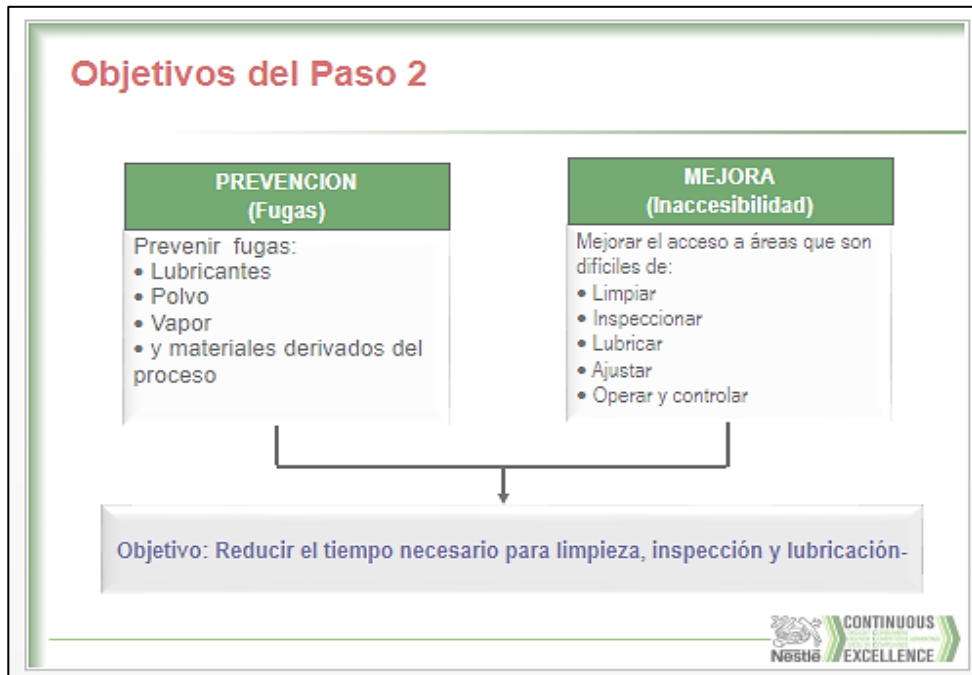 Objetivos del Paso 2
PREVENCION
(Fugas)
Prevenir fugas:
• Lubricantes
• Polvo
• Vapor
• y materiales derivados del
proceso
MEJORA
(Inaccesibilidad)
Mejorar el acceso a áreas que son
difíciles de:
• Limpiar
• Inspeccionar
• Lubricar
• Ajustar
• Operar y controlar
Objetivo: Reducir el tiempo necesario para limpieza, inspección y lubricación-
Nestlé
CONTINUOUS
EXCELLENCE